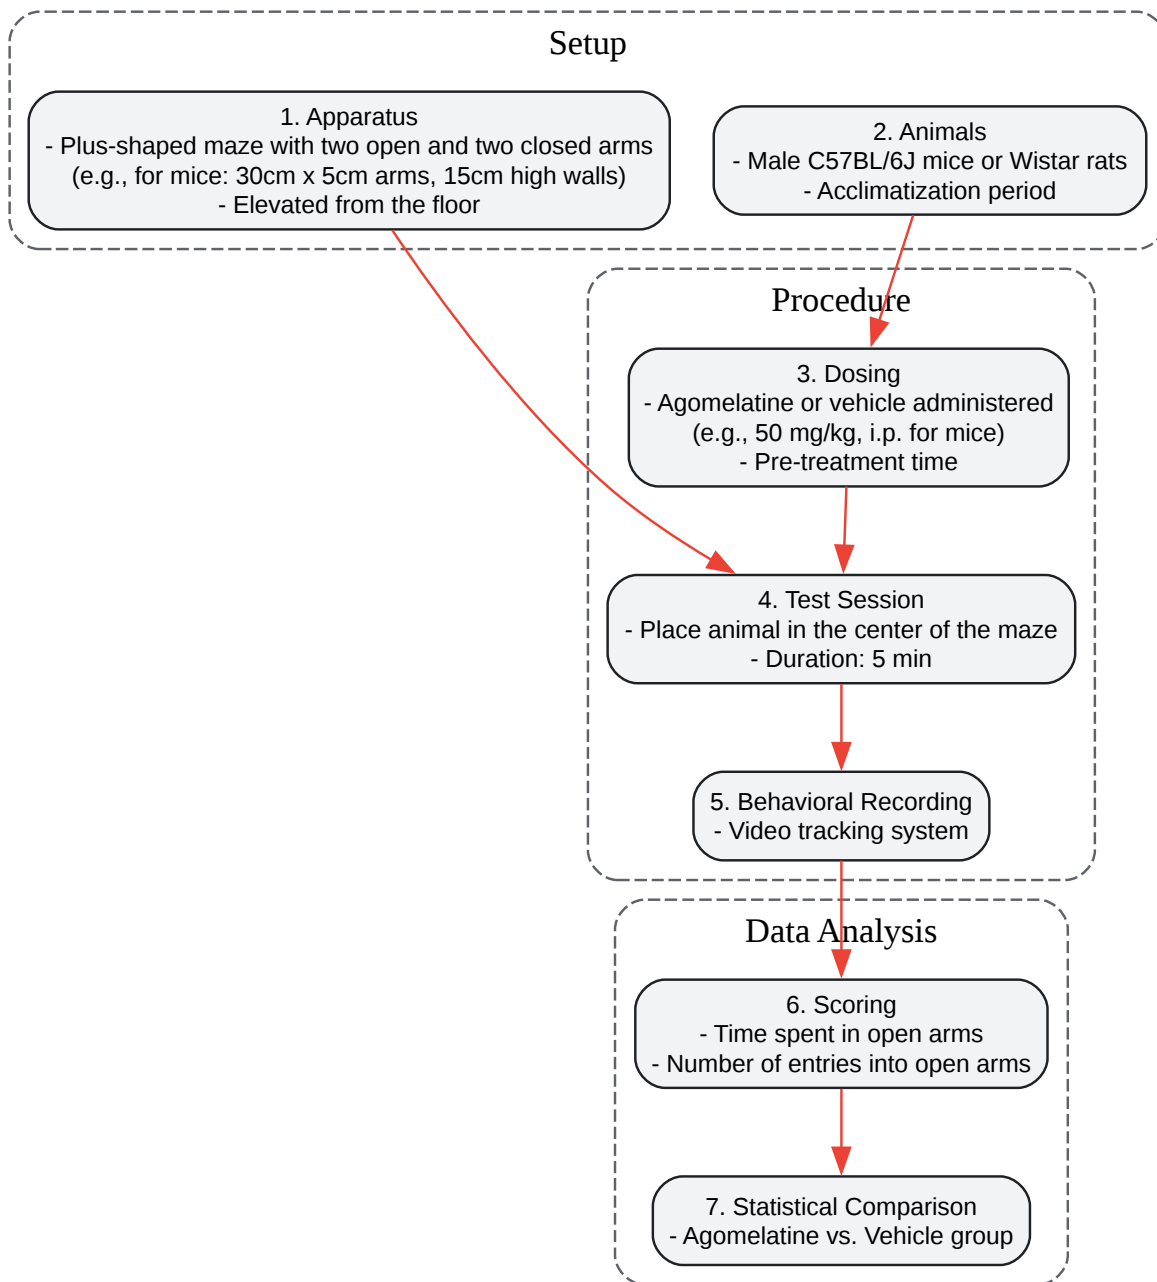 Setup
1. Apparatus
- Plus-shaped maze with two open and two closed arms
(e.g., for mice: 30cm x 5cm arms, 15cm high walls)
- Elevated from the floor
2. Animals
- Male C57BL/6J mice or Wistar rats
- Acclimatization period
Procedure
3. Dosing
- Agomelatine or vehicle administered
(e.g., 50 mg/kg, i.p. for mice)
- Pre-treatment time
4. Test Session
- Place animal in the center of the maze
- Duration: 5 min
5. Behavioral Recording
- Video tracking system
Data Analysis
6. Scoring
- Time spent in open arms
- Number of entries into open arms
7. Statistical Comparison
- Agomelatine vs. Vehicle group